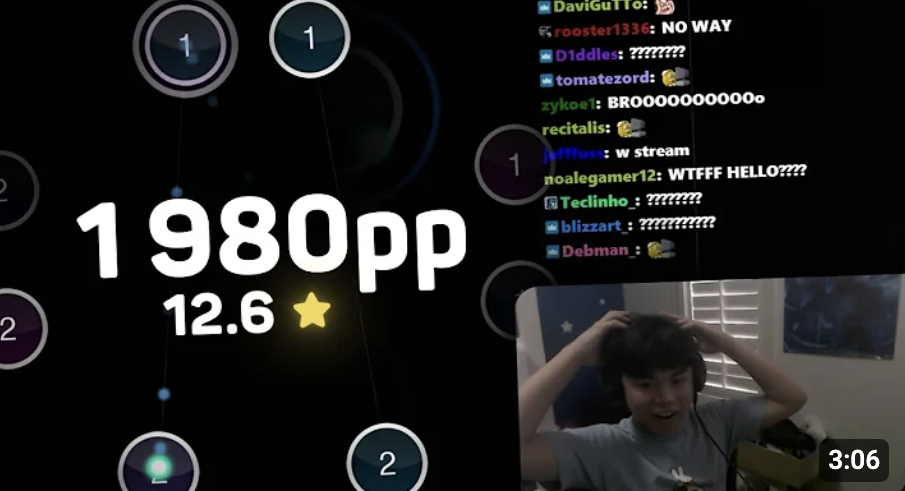 1
1
DaviGuTTo:
rooster1336: NO WAY
D1ddles: ????????
tomatezord:
zykoe1: BROOOOOOOOOOo
recitalis:
jefffuss: w stream
noalegamer12: WTFFF HELLO????
Teclinho_: ????????
blizzart_: ???????????
Debman_:
1
2
1 980pp
12.6
2
2
2
3:06